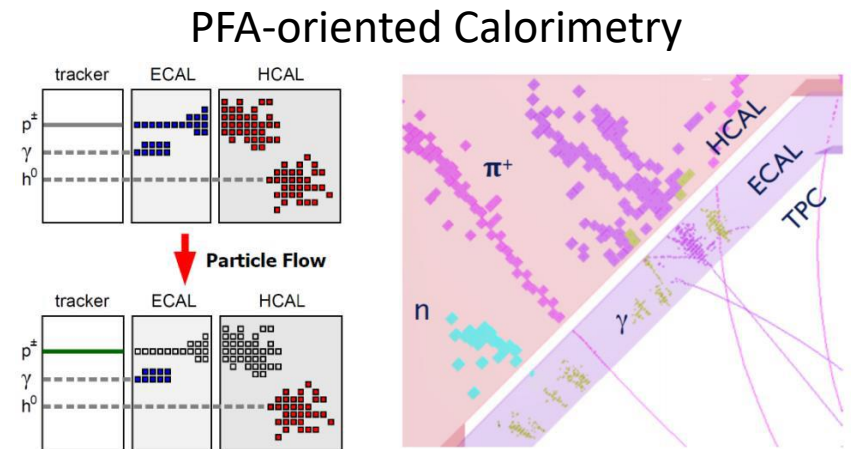 PFA-oriented Calorimetry
tracker ECAL HCAL
p±
γ
h⁰
Particle Flow
tracker ECAL HCAL
p±
γ
h⁰
HCAL
ECAL
TPC
π⁺
n
γ